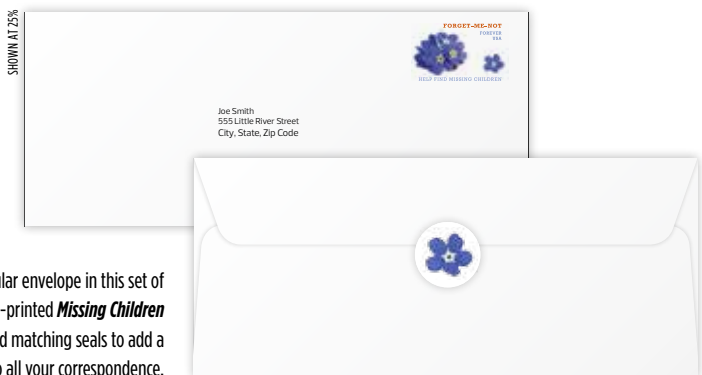 SHOWN AT 25%
FORGET-ME-NOT
FOREVER
USA
HELP FIND MISSING CHILDREN
Joe Smith
555 Little River Street
City, State, Zip Code
envelope in this set of
-printed Missing Children
matching seals to add a
all your correspondence.